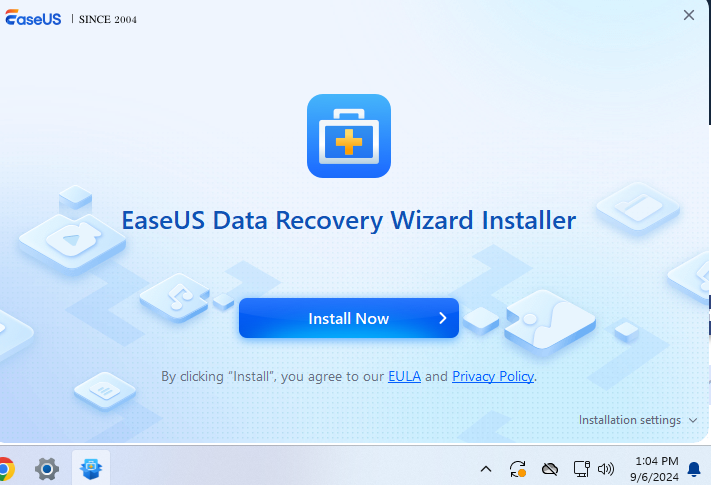 EaseUS | SINCE 2004
EaseUS Data Recovery Wizard Installer
Install Now
By clicking "Install", you agree to our EULA and Privacy Policy.
Installation settings
1:04 PM
9/6/2024